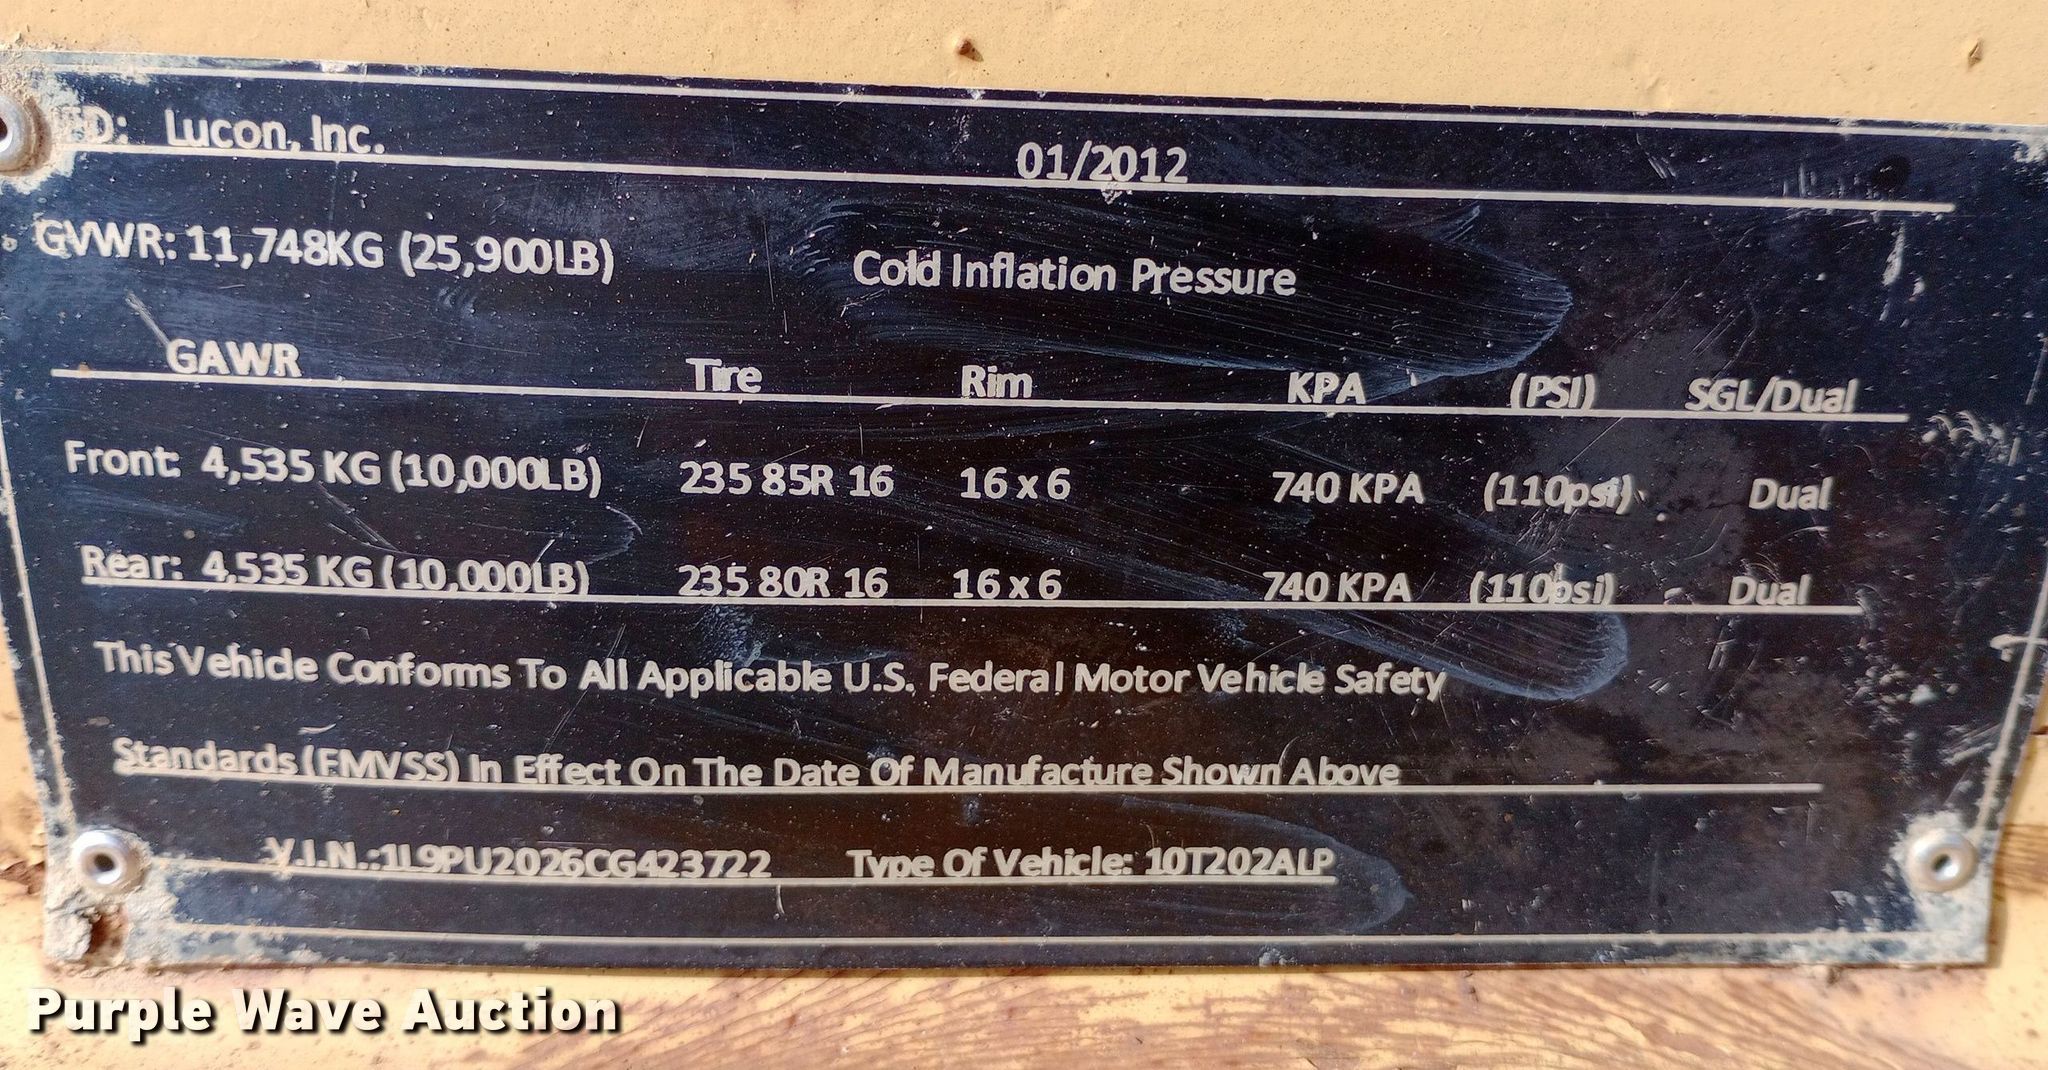 D: Lucon, Inc. 01/2012
GVWR: 11,748KG (25,900LB) Cold Inflation Pressure
GAWR Tire Rim KPA (PSI) SGL/Dual
Front: 4,535 KG (10,000LB) 235 85R 16 16 x 6 740 KPA (110psi) Dual
Rear: 4,535 KG (10,000LB) 235 80R 16 16 x 6 740 KPA (110psi) Dual
This Vehicle Conforms To All Applicable U.S. Federal Motor Vehicle Safety
Standards (FMVSS) In Effect On The Date Of Manufacture Shown Above
V.I.N.:1L9PU2026CG423722 Type Of Vehicle: 10T202ALP
Purple Wave Auction